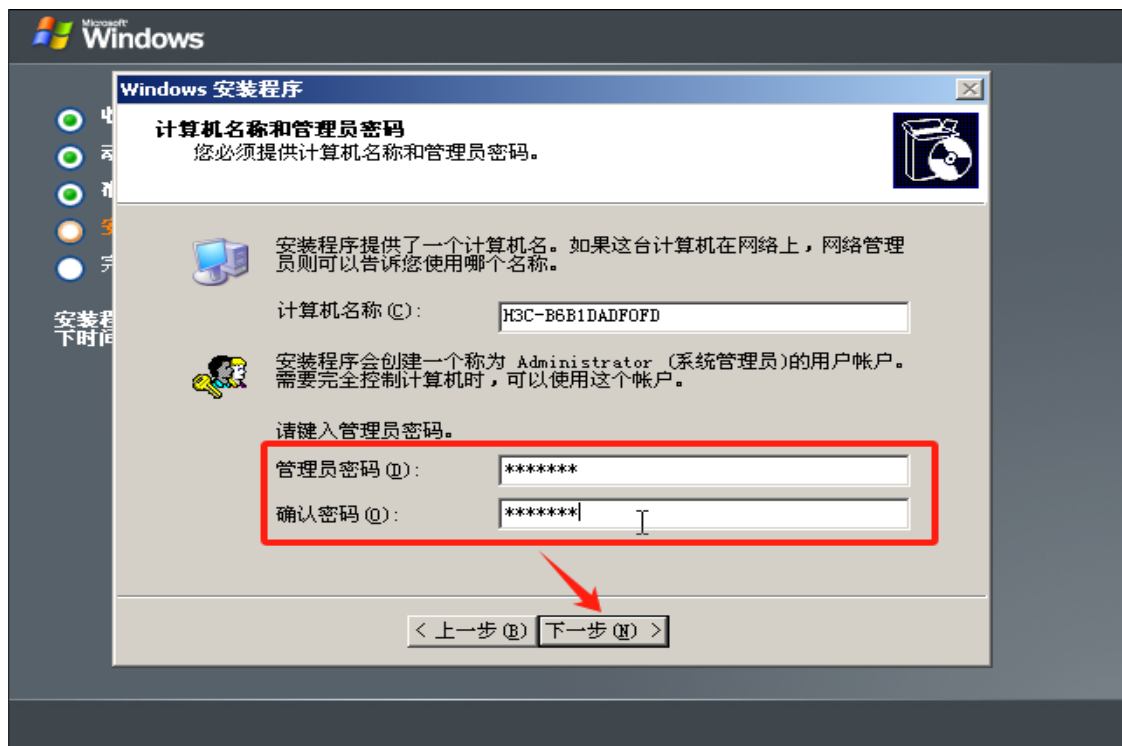 Microsoft
Windows
Windows 安装程序
计算机名称和管理员密码
您必须提供计算机名称和管理员密码。
安装程序提供了一个计算机名。如果这台计算机在网络上，网络管理
员则可以告诉您使用哪个名称。
计算机名称(C)：
H3C-B6B1DADF0FD
安装程序会创建一个称为 Administrator (系统管理员)的用户帐户。
需要完全控制计算机时，可以使用这个帐户。
请键入管理员密码。
管理员密码(D)：
*******
确认密码(O)：
*******
安装程
下时间
< 上一步(B)
下一步(N) >